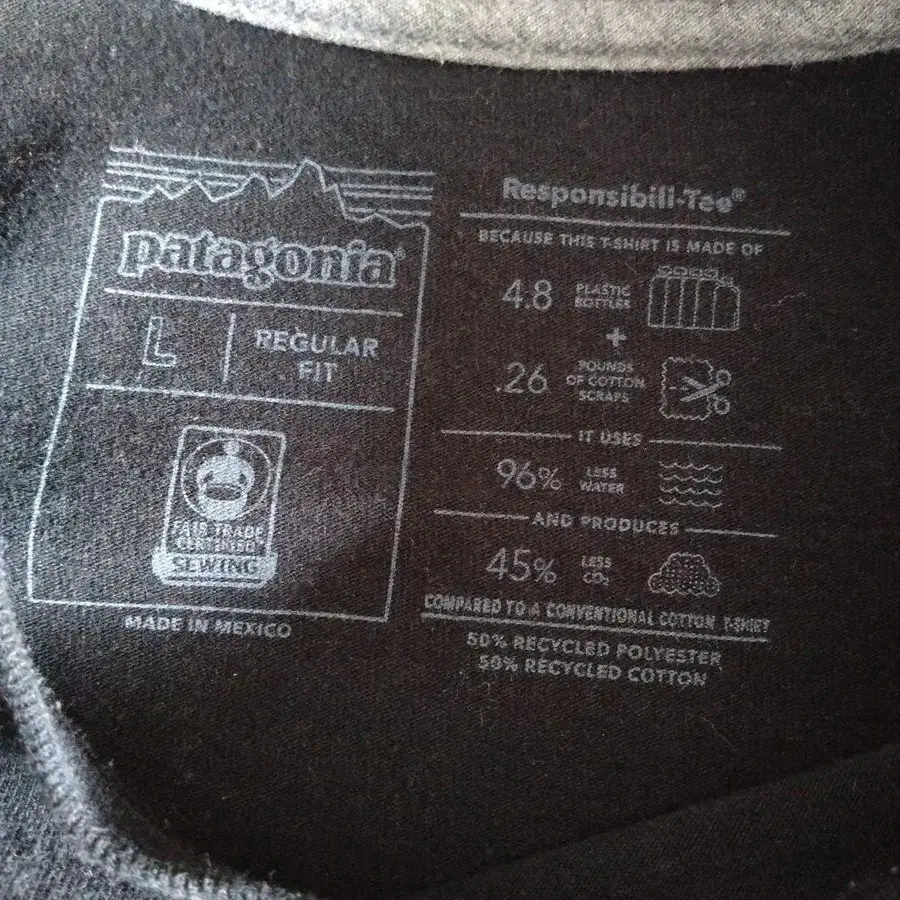 patagonia®
L
REGULAR
FIT
FAIR TRADE
CERTIFIED
SEWING
MADE IN MEXICO
Responsibili-Tee®
BECAUSE THIS T-SHIRT IS MADE OF
4.8 PLASTIC BOTTLES
+
.26 POUNDS OF COTTON SCRAPS
IT USES
96% LESS WATER
AND PRODUCES
45% LESS CO₂
COMPARED TO A CONVENTIONAL COTTON T-SHIRT
50% RECYCLED POLYESTER
50% RECYCLED COTTON